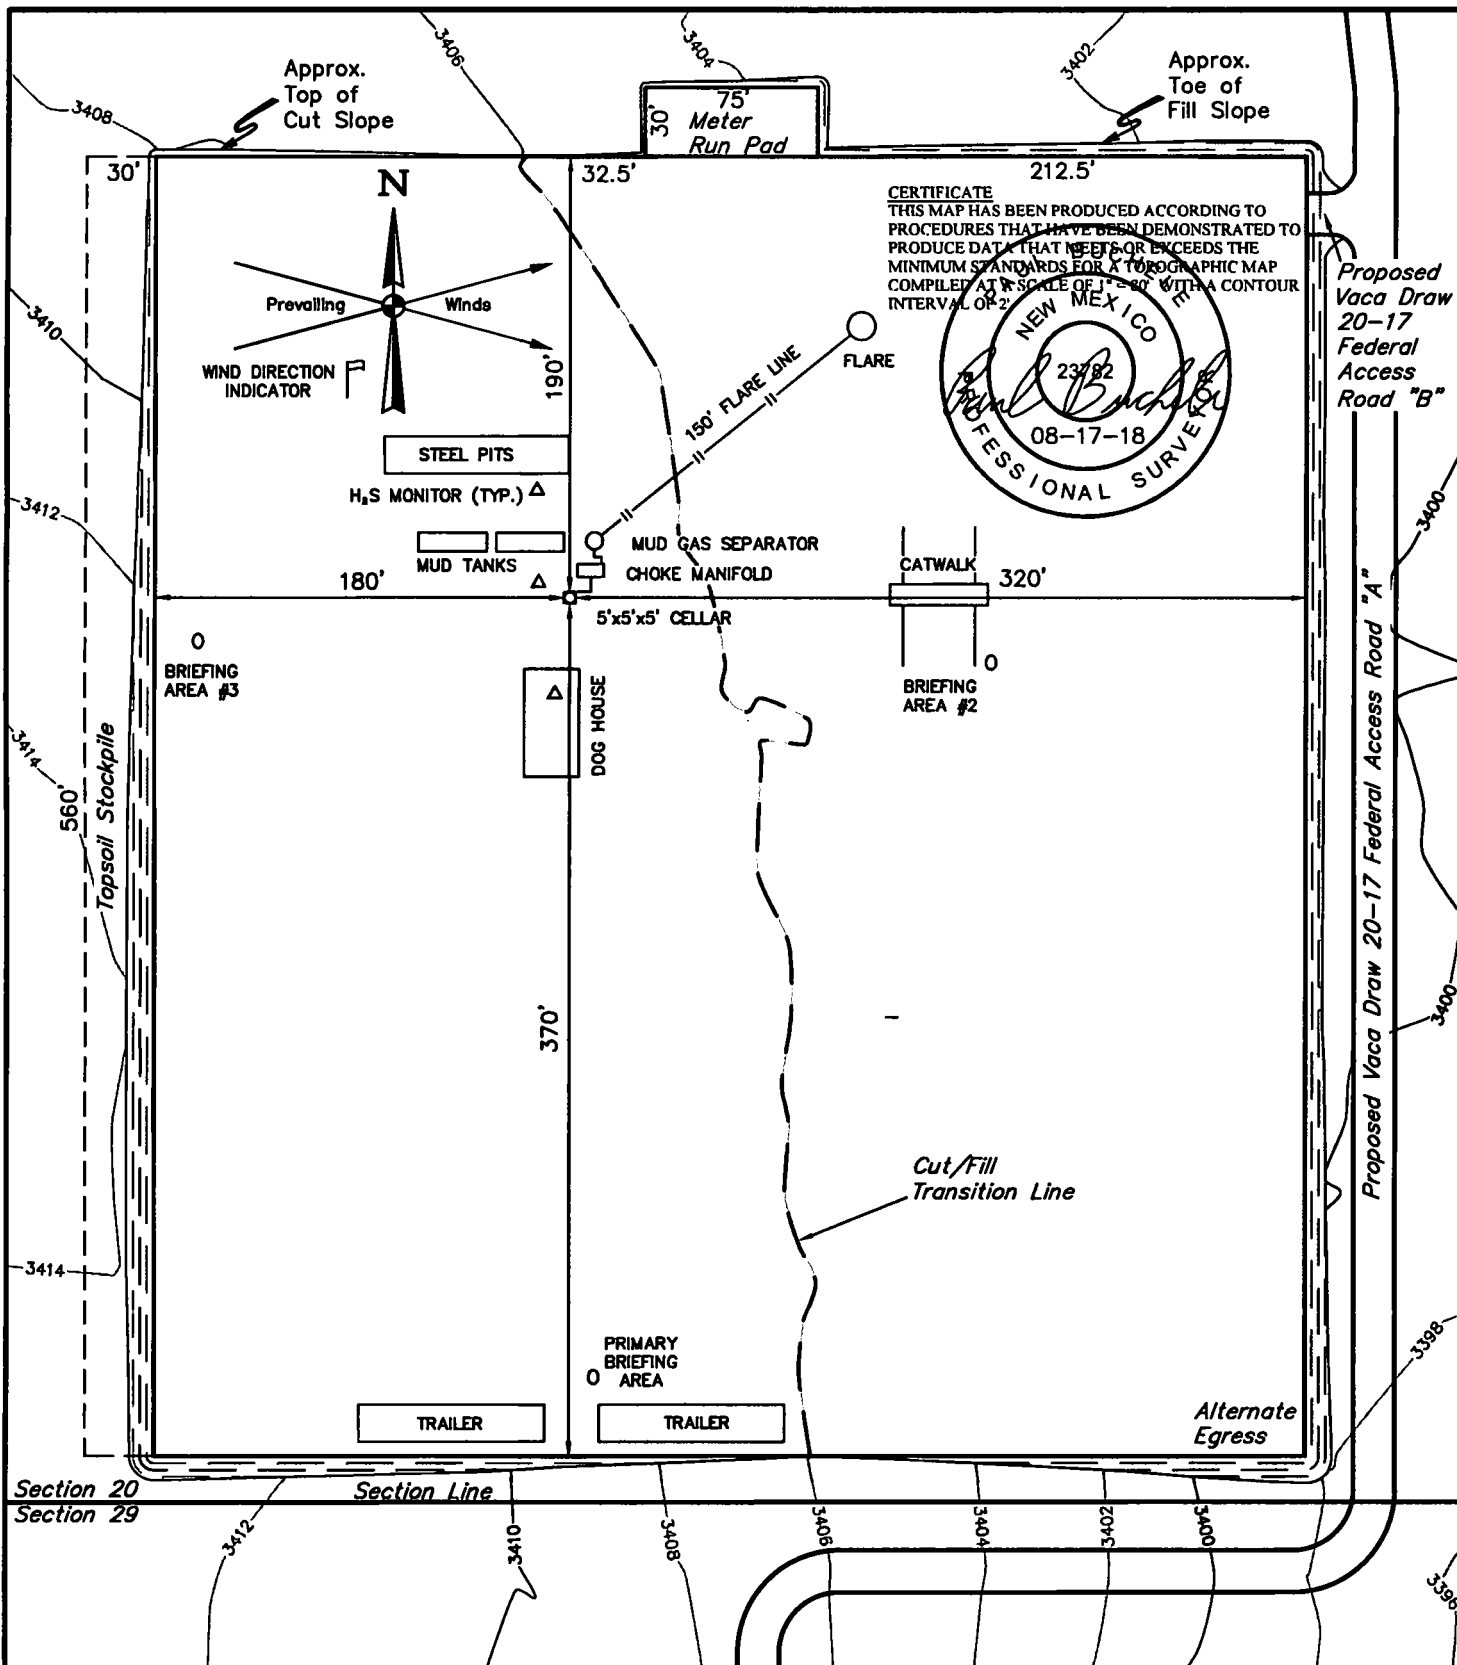 3406
3404
3402
3408
Approx.
Top of
Cut Slope
Approx.
Toe of
Fill Slope
75'
30'
Meter
Run Pad
30'
32.5'
212.5'
N
CERTIFICATE
THIS MAP HAS BEEN PRODUCED ACCORDING TO
PROCEDURES THAT HAVE BEEN DEMONSTRATED TO
PRODUCE DATA THAT MEETS OR EXCEEDS THE
MINIMUM STANDARDS FOR A TOPOGRAPHIC MAP
COMPILED AT A SCALE OF 1" = 80' WITH A CONTOUR
INTERVAL OF 2'
NEW MEXICO
23782
08-17-18
PROFESSIONAL SURVEYOR
Proposed
Vaca Draw
20-17
Federal
Access
Road "B"
3410
Prevailing Winds
WIND DIRECTION
INDICATOR
190'
150' FLARE LINE
FLARE
STEEL PITS
H₂S MONITOR (TYP.)
3412
3400
MUD TANKS
MUD GAS SEPARATOR
CHOKE MANIFOLD
CATWALK
180'
320'
5'x5'x5' CELLAR
BRIEFING
AREA #3
BRIEFING
AREA #2
DOG HOUSE
3414
560'
Topsoil Stockpile
Proposed Vaca Draw 20-17 Federal Access Road "A"
370'
3400
Cut/Fill
Transition Line
3414
3398
PRIMARY
BRIEFING
AREA
TRAILER
TRAILER
Alternate
Egress
Section 20
Section Line
Section 29
3412
3410
3408
3406
3404
3402
3400
3396